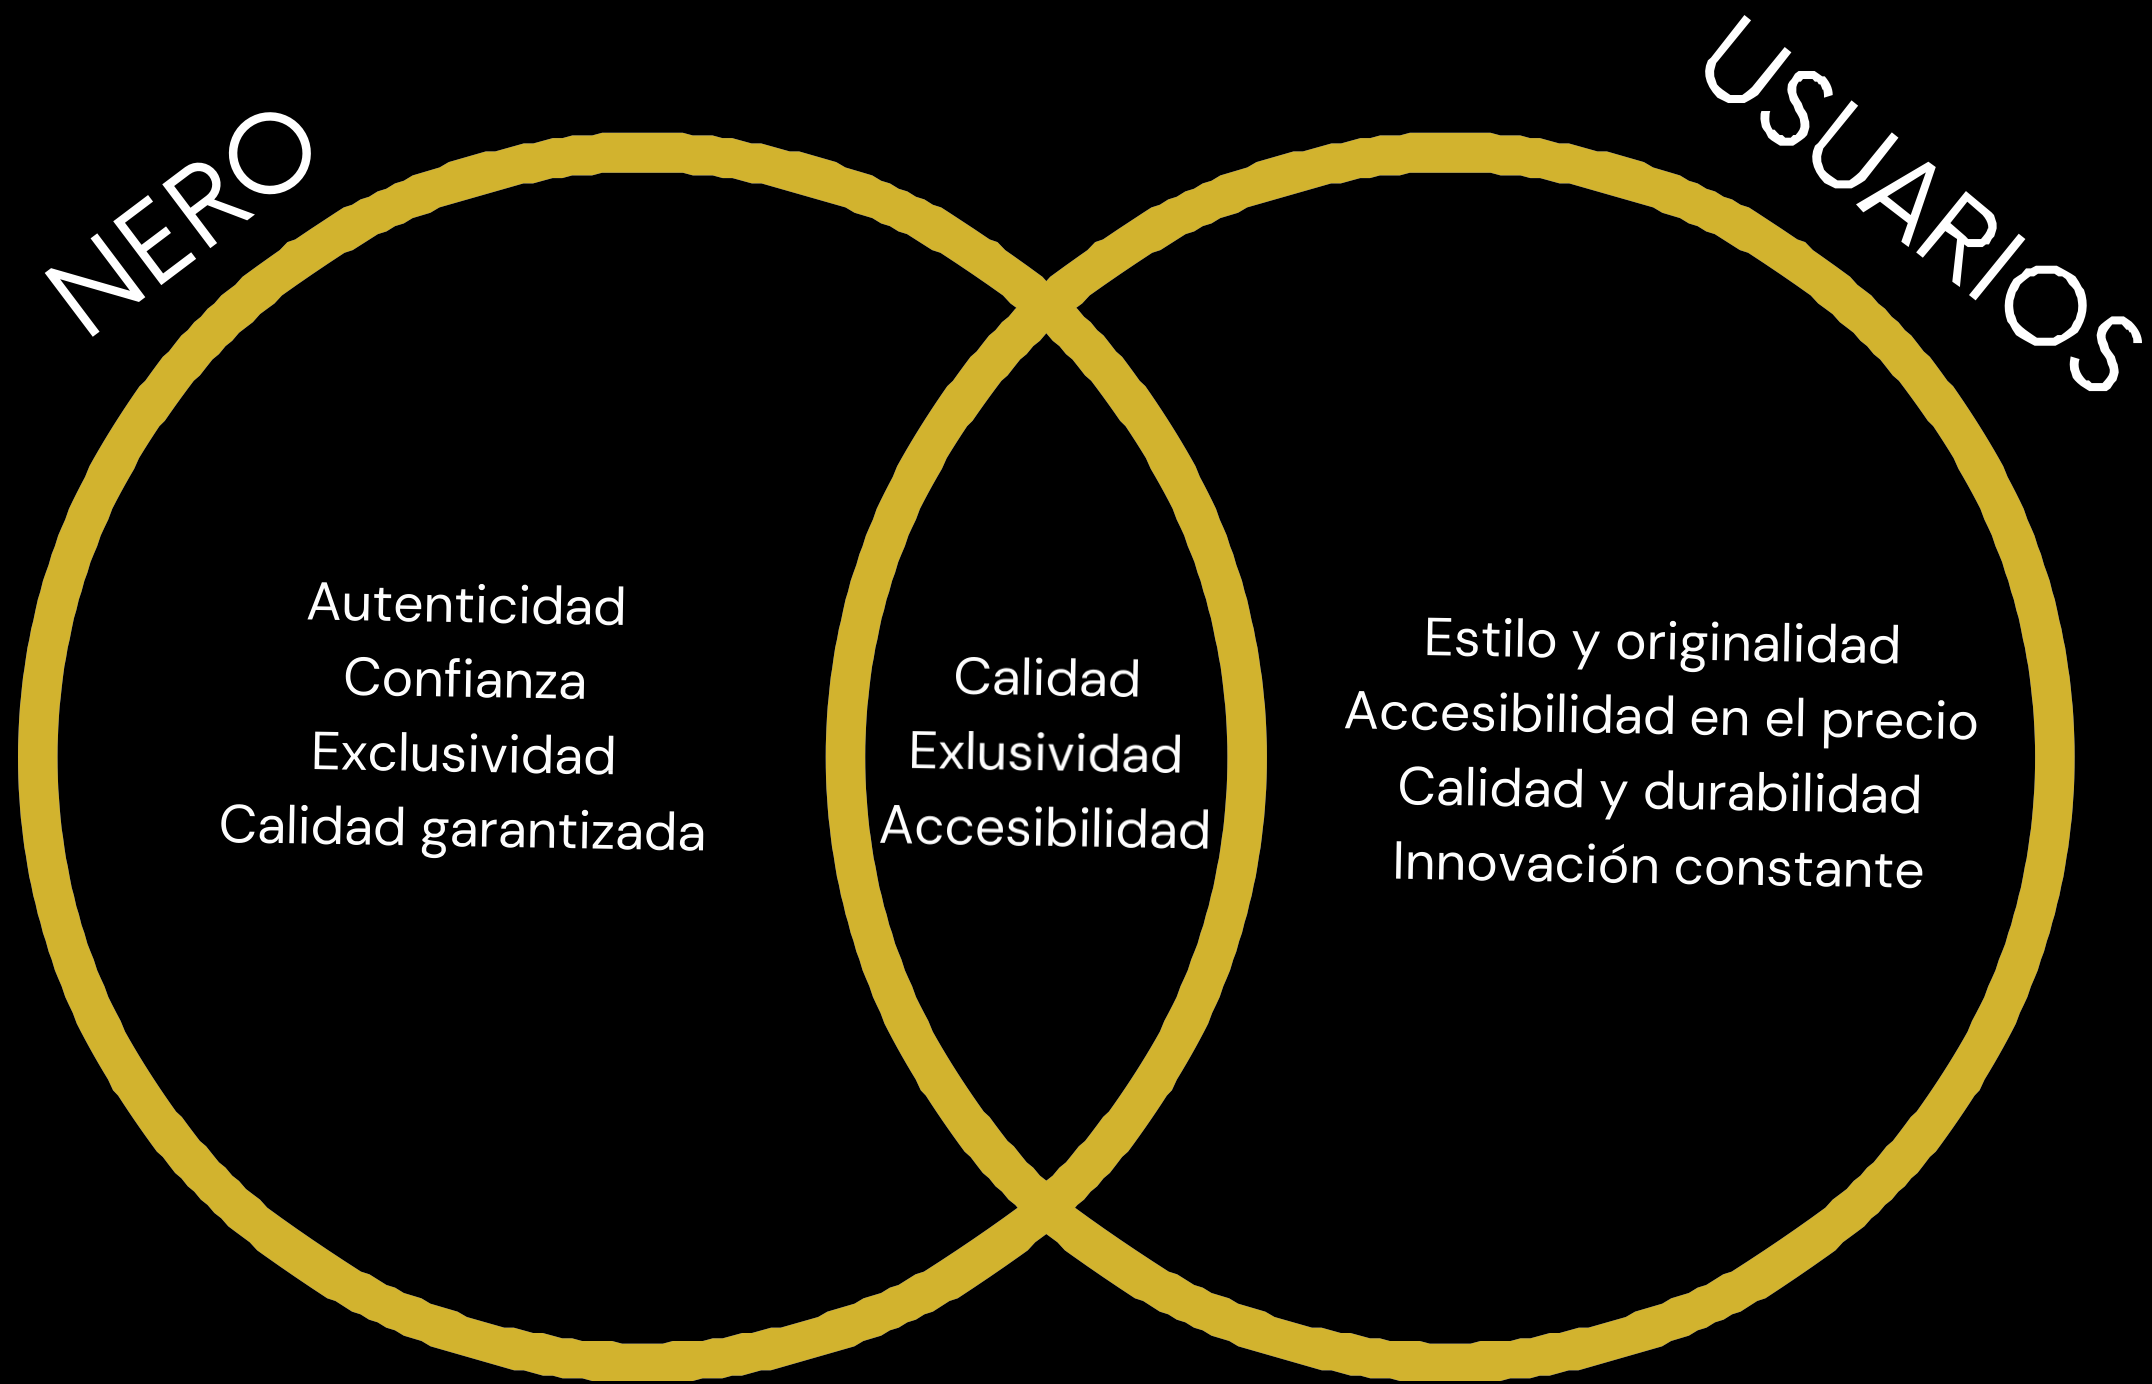 NERO
USUARIOS
Autenticidad
Confianza
Exclusividad
Calidad garantizada
Calidad
Exlusividad
Accesibilidad
Estilo y originalidad
Accesibilidad en el precio
Calidad y durabilidad
Innovación constante